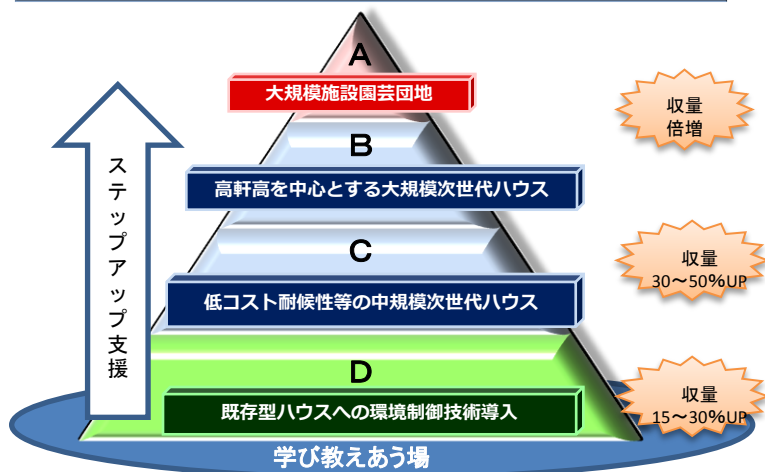 A
大規模施設園芸団地
収量
倍増
B
高軒高を中心とする大規模次世代ハウス
ステップアップ支援
C
低コスト耐候性等の中規模次世代ハウス
収量
30～50%UP
D
既存型ハウスへの環境制御技術導入
収量
15～30%UP
学び教えあう場